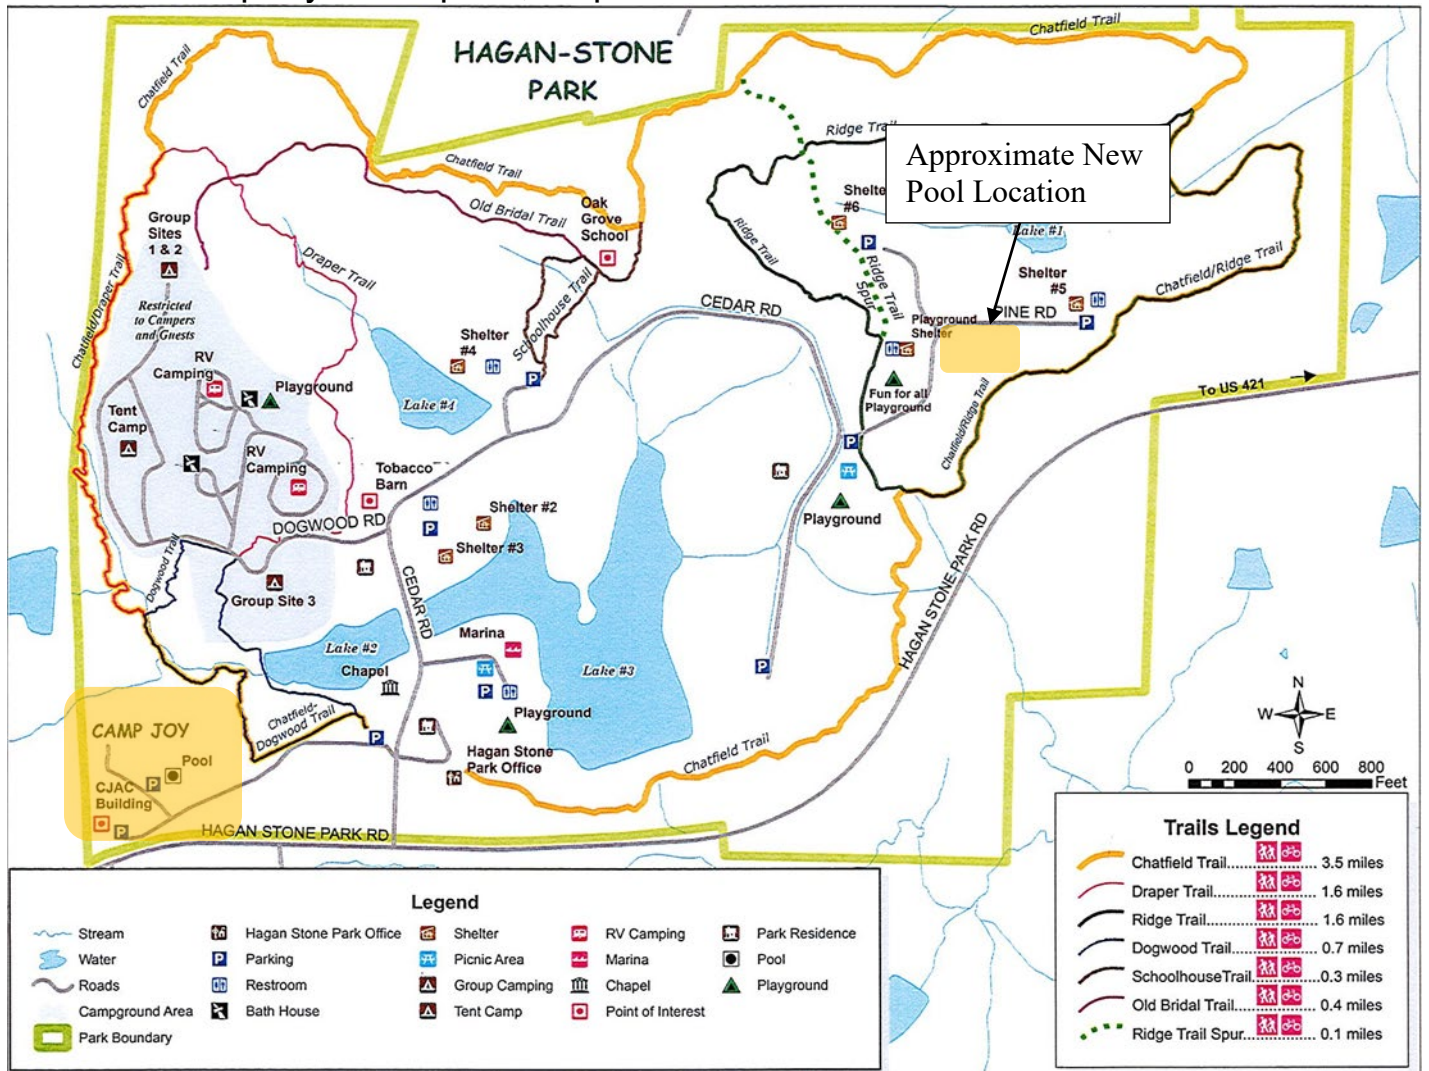 HAGAN-STONE
PARK
Chatfield Trail
Chatfield Trail
Ridge Trail
Approximate New
Pool Location
Chatfield Trail
Old Bridal Trail
Oak
Grove
School
Group
Sites
1 & 2
Restricted
to Campers
and Guests
Chatfield/Draper Trail
Draper Trail
Schoolhouse Trail
Ridge Trail
Shelter
#6
Ridge Trail
Spur
Lake #1
Shelter
#5
Chatfield/Ridge Trail
CEDAR RD
Playground
Shelter
PINE RD
Shelter
#4
Lake #4
RV
Camping
Playground
Tent
Camp
RV
Camping
Fun for all
Playground
Chatfield/Ridge Trail
To US 421
Tobacco
Barn
DOGWOOD RD
Shelter #2
Shelter #3
Playground
Dogwood Trail
Group Site 3
CEDAR RD
HAGAN STONE PARK RD
Lake #2
Chapel
Marina
Lake #3
Playground
Hagan Stone
Park Office
Chatfield-
Dogwood Trail
Chatfield Trail
CAMP JOY
Pool
CJAC
Building
HAGAN STONE PARK RD
N
W E
S
0 200 400 600 800
Feet
Legend
Stream
Water
Roads
Campground Area
Park Boundary
Hagan Stone Park Office
Parking
Restroom
Bath House
Shelter
Picnic Area
Group Camping
Tent Camp
RV Camping
Marina
Chapel
Point of Interest
Park Residence
Pool
Playground
Trails Legend
Chatfield Trail 3.5 miles
Draper Trail 1.6 miles
Ridge Trail 1.6 miles
Dogwood Trail 0.7 miles
SchoolhouseTrail 0.3 miles
Old Bridal Trail 0.4 miles
Ridge Trail Spur 0.1 miles